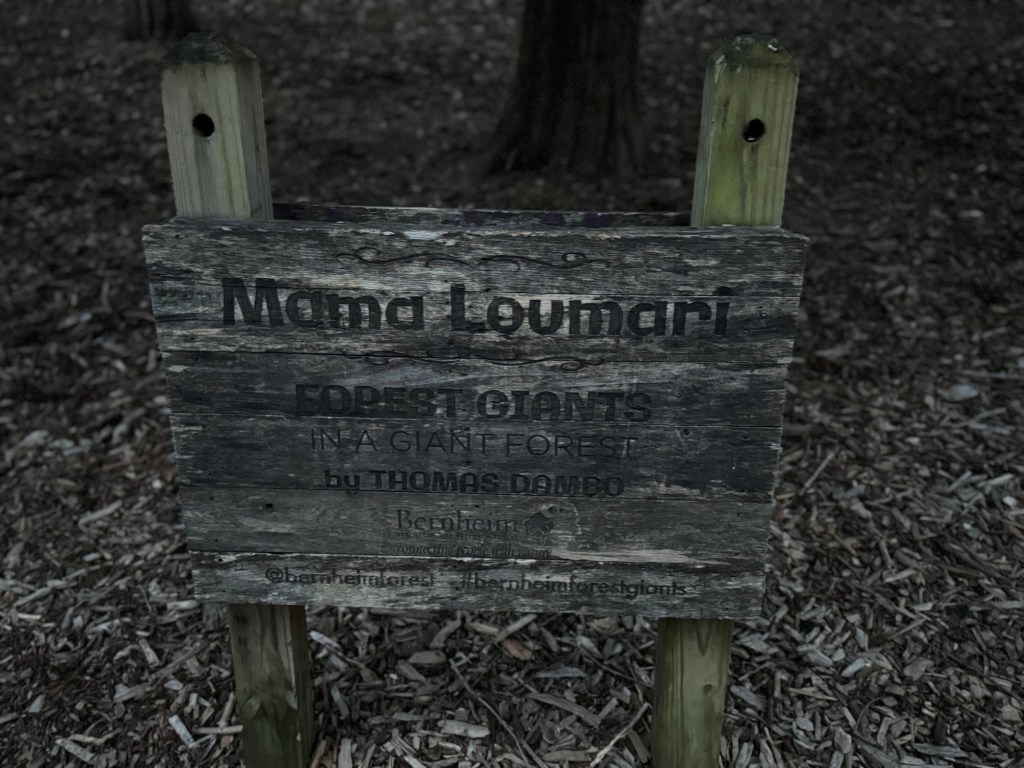 Mama Loumari
FOREST GIANTS
IN A GIANT FOREST
by THOMAS DAMBO
Bernheim
@bernheimforest #bernheimforestgiants